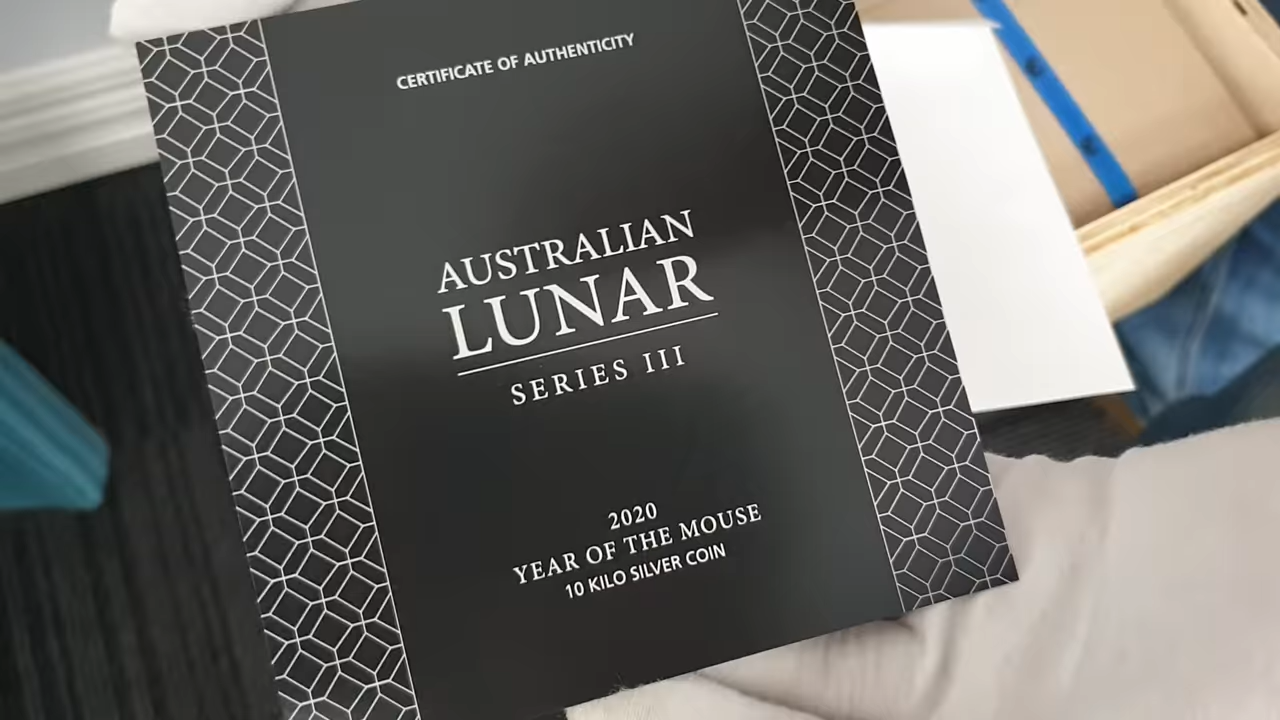 CERTIFICATE OF AUTHENTICITY
AUSTRALIAN
LUNAR
SERIES III
2020
YEAR OF THE MOUSE
10 KILO SILVER COIN